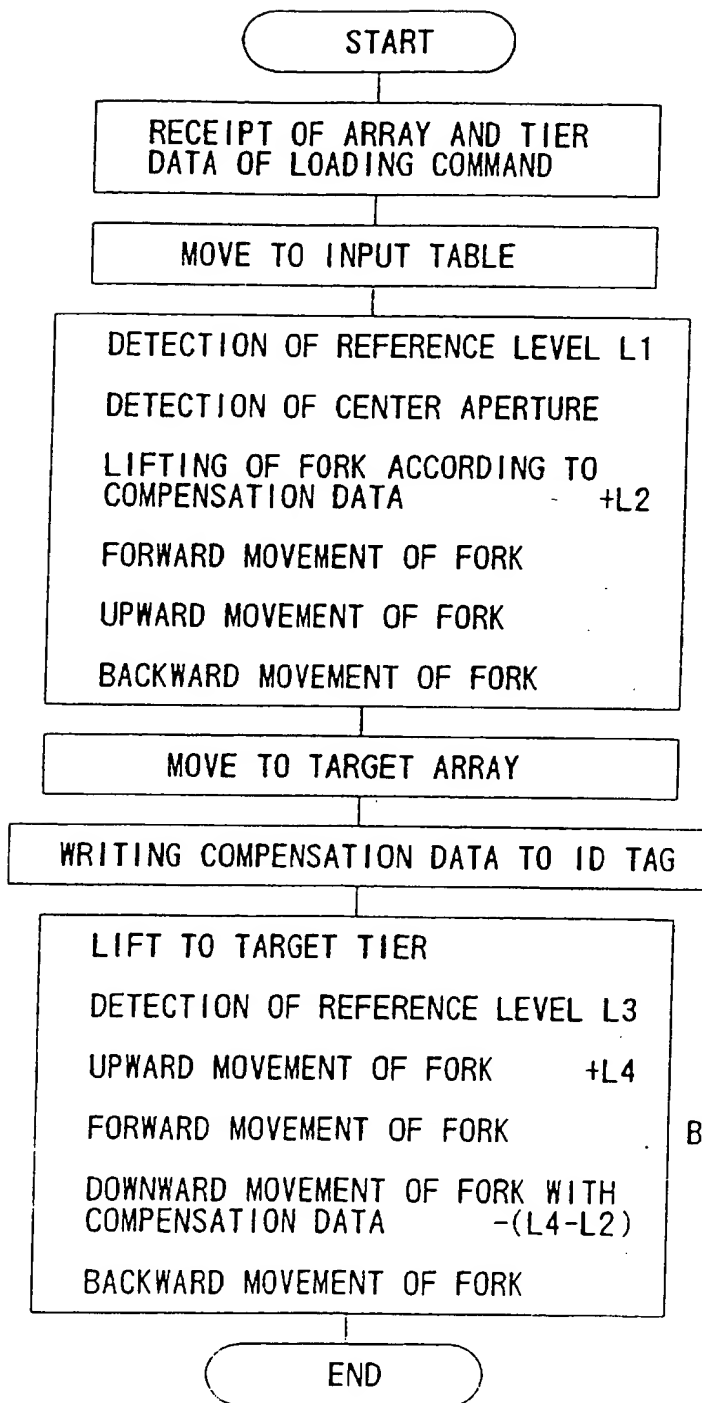 START
RECEIPT OF ARRAY AND TIER
DATA OF LOADING COMMAND
MOVE TO INPUT TABLE
DETECTION OF REFERENCE LEVEL L1
DETECTION OF CENTER APERTURE
LIFTING OF FORK ACCORDING TO
COMPENSATION DATA +L2
FORWARD MOVEMENT OF FORK
UPWARD MOVEMENT OF FORK
BACKWARD MOVEMENT OF FORK
MOVE TO TARGET ARRAY
WRITING COMPENSATION DATA TO ID TAG
LIFT TO TARGET TIER
DETECTION OF REFERENCE LEVEL L3
UPWARD MOVEMENT OF FORK +L4
FORWARD MOVEMENT OF FORK B
DOWNWARD MOVEMENT OF FORK WITH
COMPENSATION DATA -(L4-L2)
BACKWARD MOVEMENT OF FORK
END